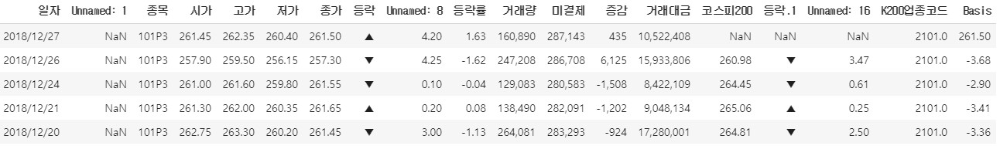 일자 Unnamed: 1 종목 시가 고가 저가 종가 등락 Unnamed: 8 등락률 거래량 미결제 증감 거래대금 코스피200 등락.1 Unnamed: 16 K200업종코드 Basis
2018/12/27 NaN 101P3 261.45 262.35 260.40 261.50 ▲ 4.20 1.63 160,890 287,143 435 10,522,408 NaN NaN NaN 2101.0 261.50
2018/12/26 NaN 101P3 257.90 259.50 256.15 257.30 ▼ 4.25 -1.62 247,208 286,708 6,125 15,933,806 260.98 ▼ 3.47 2101.0 -3.68
2018/12/24 NaN 101P3 261.00 261.60 259.80 261.55 ▼ 0.10 -0.04 129,083 280,583 -1,508 8,422,109 264.45 ▼ 0.61 2101.0 -2.90
2018/12/21 NaN 101P3 261.30 262.00 260.35 261.65 ▲ 0.20 0.08 138,490 282,091 -1,202 9,048,134 265.06 ▲ 0.25 2101.0 -3.41
2018/12/20 NaN 101P3 262.75 263.30 260.20 261.45 ▼ 3.00 -1.13 264,081 283,293 -924 17,280,001 264.81 ▼ 2.50 2101.0 -3.36